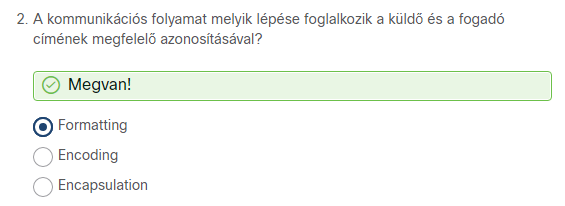 2. A kommunikációs folyamat melyik lépése foglalkozik a küldő és a fogadó
címének megfelelő azonosításával?
Megvan!
Formatting
Encoding
Encapsulation